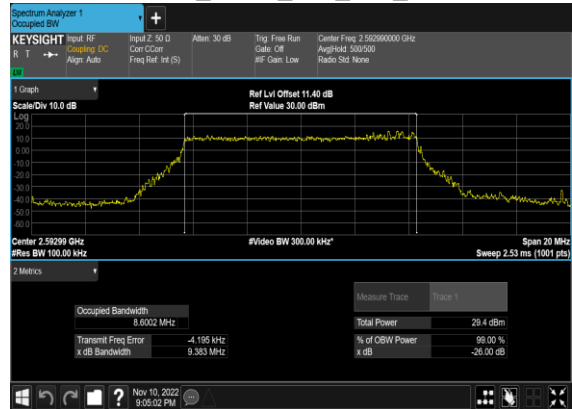 Spectrum Analyzer 1
Occupied BW
+
KEYSIGHT Input: RF Input Z: 50 Ω Atten: 30 dB Trig: Free Run Center Freq: 2.592990000 GHz
R T Coupling: DC Corr CCorr Gate: Off Avg|Hold: 500/500
Align: Auto Freq Ref: Int (S) #IF Gain: Low Radio Std: None
LW
1 Graph
Ref Lvl Offset 11.40 dB
Scale/Div 10.0 dB Ref Value 30.00 dBm
Log
20.0
10.0
0.00
-10.0
-20.0
-30.0
-40.0
-50.0
-60.0
Center 2.59299 GHz #Video BW 300.00 kHz* Span 20 MHz
#Res BW 100.00 kHz Sweep 2.53 ms (1001 pts)
2 Metrics
Measure Trace Trace 1
Occupied Bandwidth
8.6002 MHz Total Power 29.4 dBm
Transmit Freq Error -4.195 kHz % of OBW Power 99.00 %
x dB Bandwidth 9.383 MHz x dB -26.00 dB
? Nov 10, 2022
9:05:02 PM